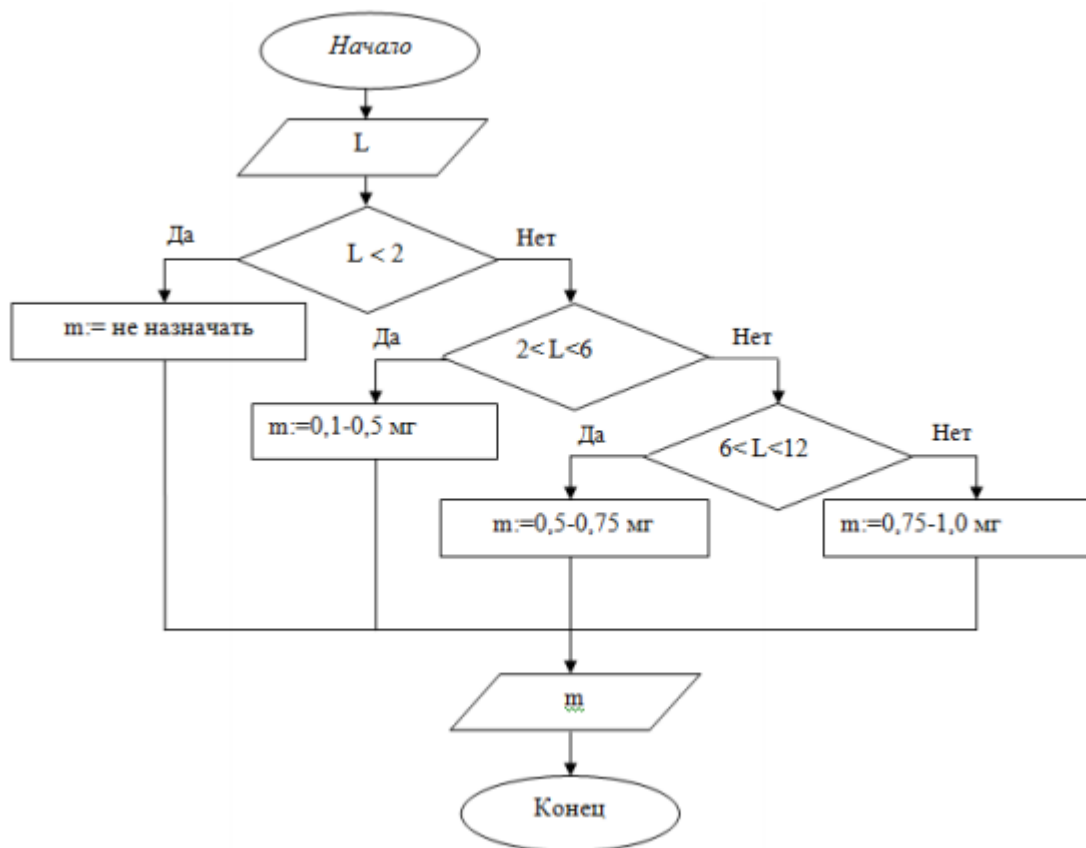 Начало
L
Да
L < 2
Нет
m:= не назначать
Да
2< L<6
Нет
m:=0,1-0,5 мг
Да
6< L<12
Нет
m:=0,5-0,75 мг
m:=0,75-1,0 мг
m
Конец